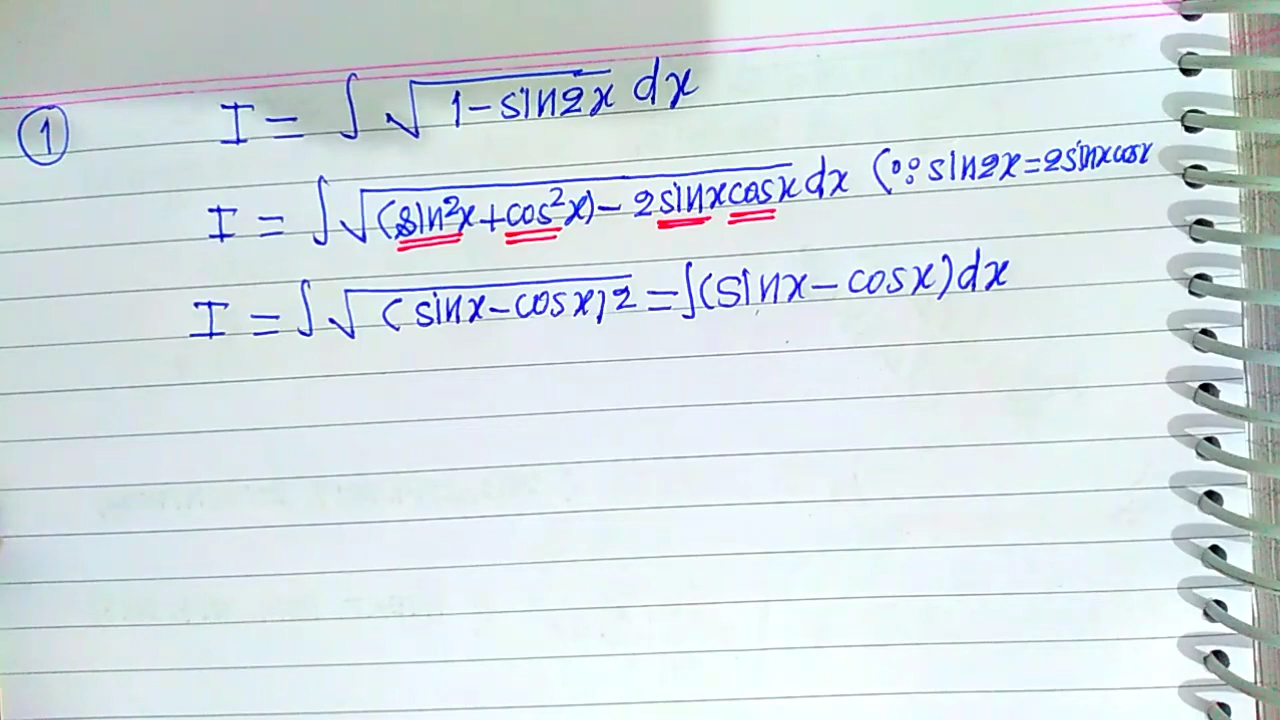 ① I = ∫ √1-sin2x dx
I = ∫√(sin²x+cos²x)-2sinxcosx dx (∵ sin2x=2sinxcosx
I = ∫√(sinx-cosx)2 = ∫(sinx-cosx)dx